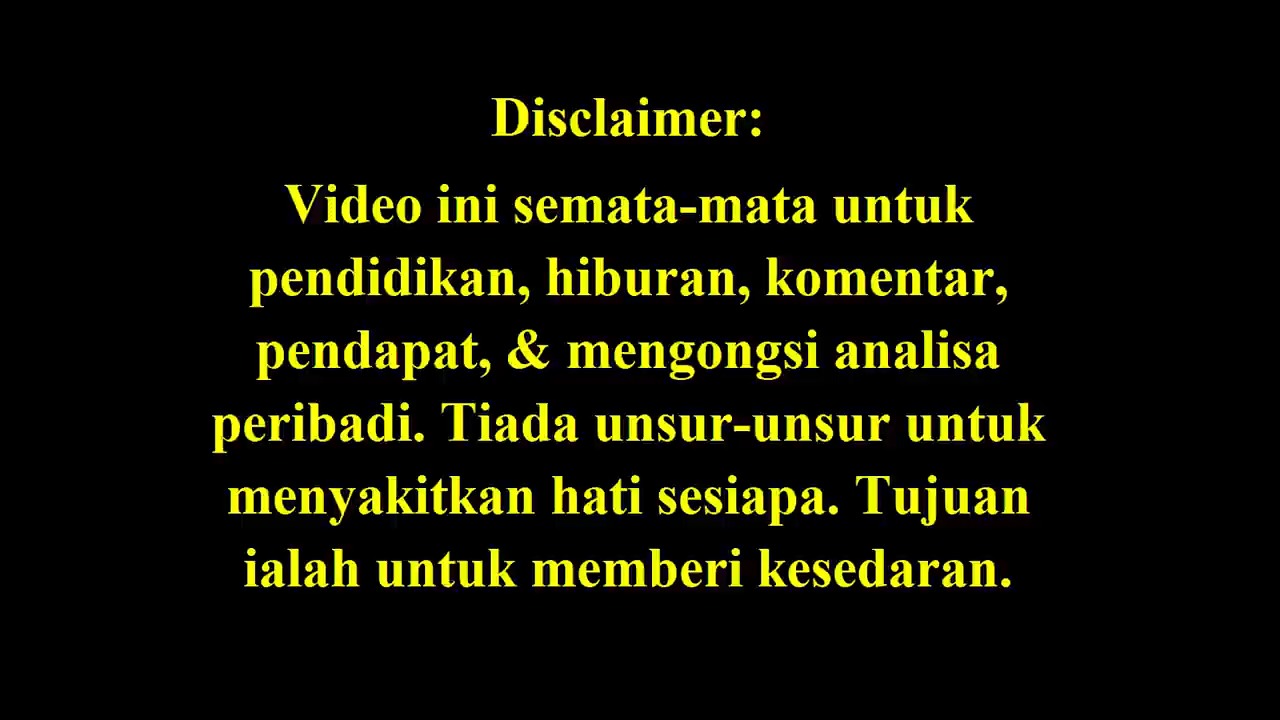 Disclaimer:
Video ini semata-mata untuk
pendidikan, hiburan, komentar,
pendapat, & mengongsi analisa
peribadi. Tiada unsur-unsur untuk
menyakitkan hati sesiapa. Tujuan
ialah untuk memberi kesedaran.